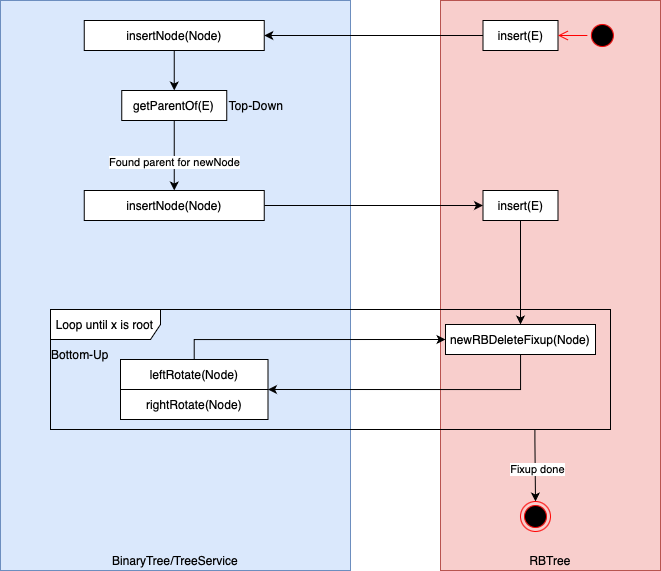 insertNode(Node)
insert(E)
getParentOf(E)
Top-Down
Found parent for newNode
insertNode(Node)
insert(E)
Loop until x is root
newRBDeleteFixup(Node)
Bottom-Up
leftRotate(Node)
rightRotate(Node)
Fixup done
BinaryTree/TreeService
RBTree